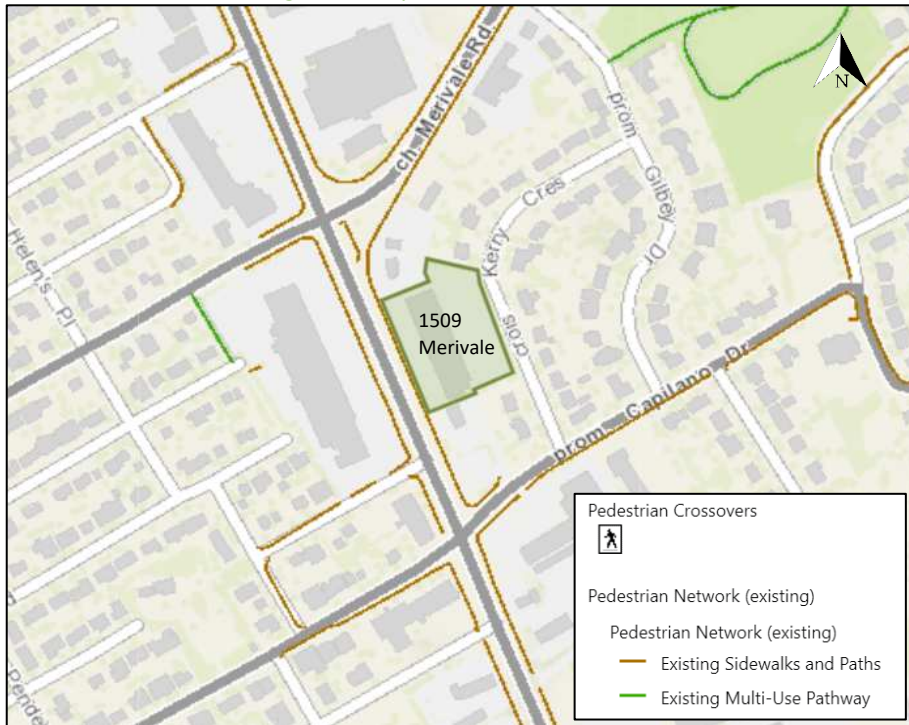 N
ch. Merivale Rd
prom Gilbey Dr
Kerry Cres
crois
Helen's Pl
1509
Merivale
prom. Capilano Dr
Pedestrian Crossovers
Pedestrian Network (existing)
Pedestrian Network (existing)
Existing Sidewalks and Paths
Existing Multi-Use Pathway